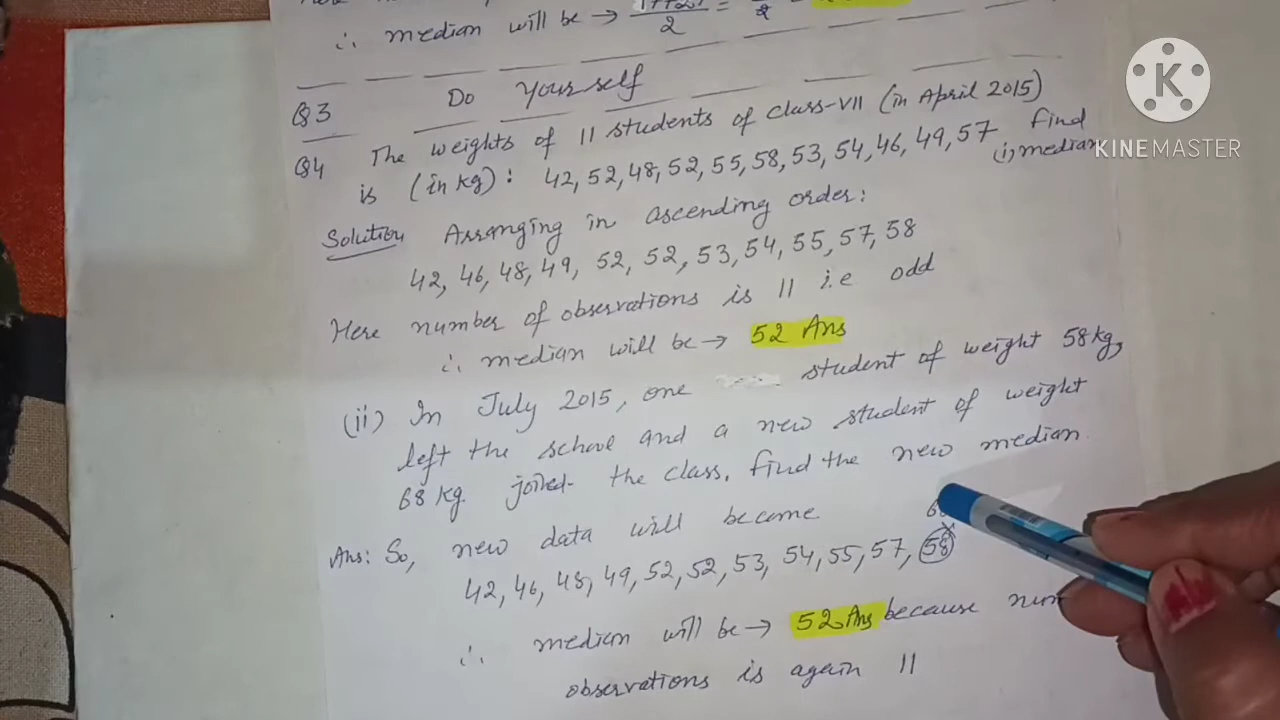 ∴ median will be → 2 =
Q3 Do Yourself
Q4 The weights of 11 students of class-VII (in April 2015)
is (in kg): 42, 52, 48, 52, 55, 58, 53, 54, 46, 49, 57 find
(i) median
Solution Arranging in ascending order:
42, 46, 48, 49, 52, 52, 53, 54, 55, 57, 58
Here number of observations is 11 i.e odd
∴ median will be → 52 Ans
(ii) In July 2015, one student of weight 58 kg,
left the school and a new student of weight
68 kg. joined the class. find the new median
Ans: So, new data will become
42, 46, 48, 49, 52, 52, 53, 54, 55, 57, 58
∴ median will be → 52 Ans because
observations is again 11
K
KINEMASTER